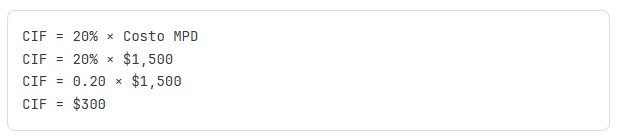 CIF = 20% × Costo MPD
CIF = 20% × $1,500
CIF = 0.20 × $1,500
CIF = $300